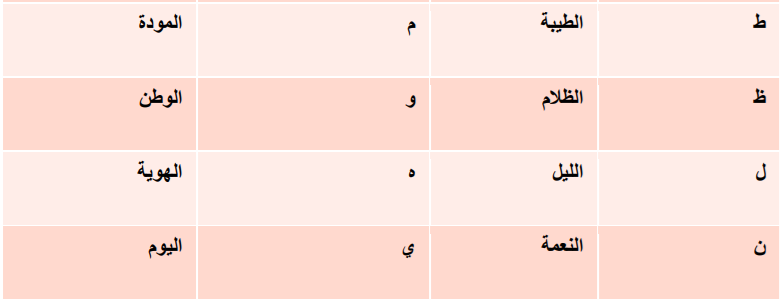 ط الطيبة م المودة
ظ الظلام و الوطن
ل الليل ه الهوية
ن النعمة ي اليوم